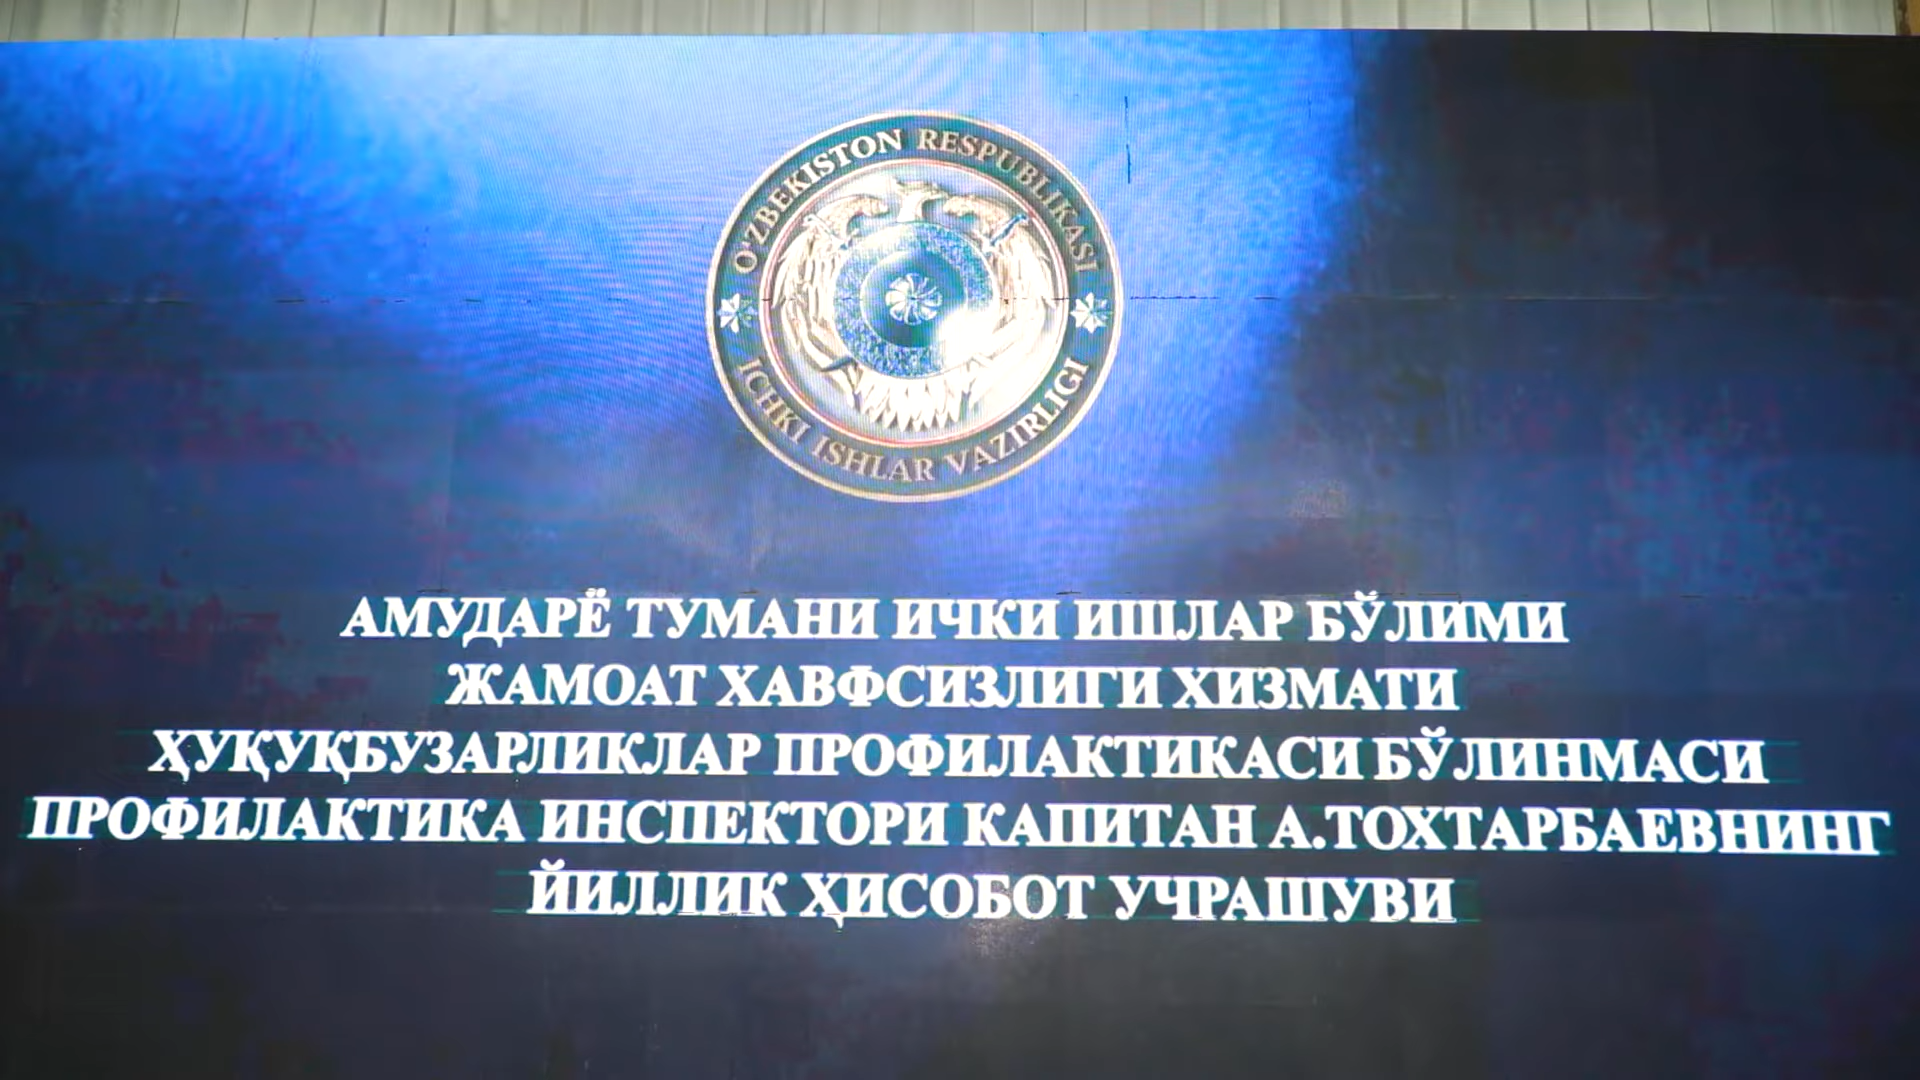 O'ZBEKISTON RESPUBLIKASI
ICHKI ISHLAR VAZIRLIGI
АМУДАРЁ ТУМАНИ ИЧКИ ИШЛАР БЎЛИМИ
ЖАМОАТ ХАВФСИЗЛИГИ ХИЗМАТИ
ҲУҚУҚБУЗАРЛИКЛАР ПРОФИЛАКТИКАСИ БЎЛИНМАСИ
ПРОФИЛАКТИКА ИНСПЕКТОРИ КАПИТАН А.ТОХТАРБАЕВНИНГ
ЙИЛЛИК ҲИСОБОТ УЧРАШУВИ